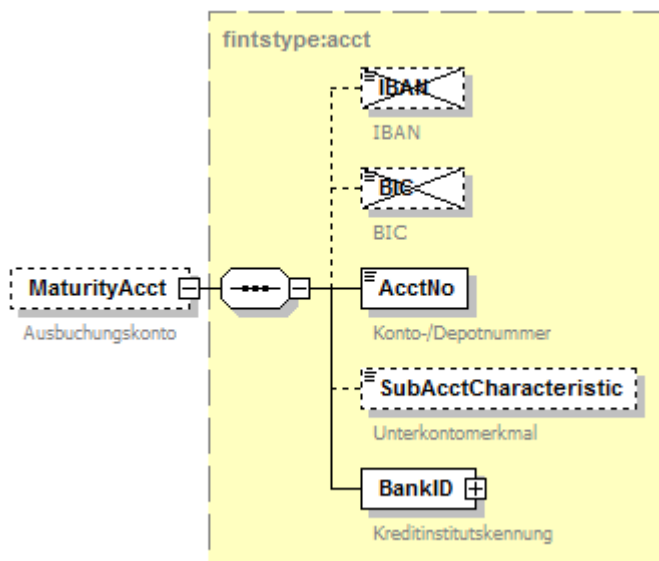 fintstype:acct
IBAN
IBAN
BIC
BIC
MaturityAcct
Ausbuchungskonto
AcctNo
Konto-/Depotnummer
SubAcctCharacteristic
Unterkontomerkmal
BankID
Kreditinstitutskennung